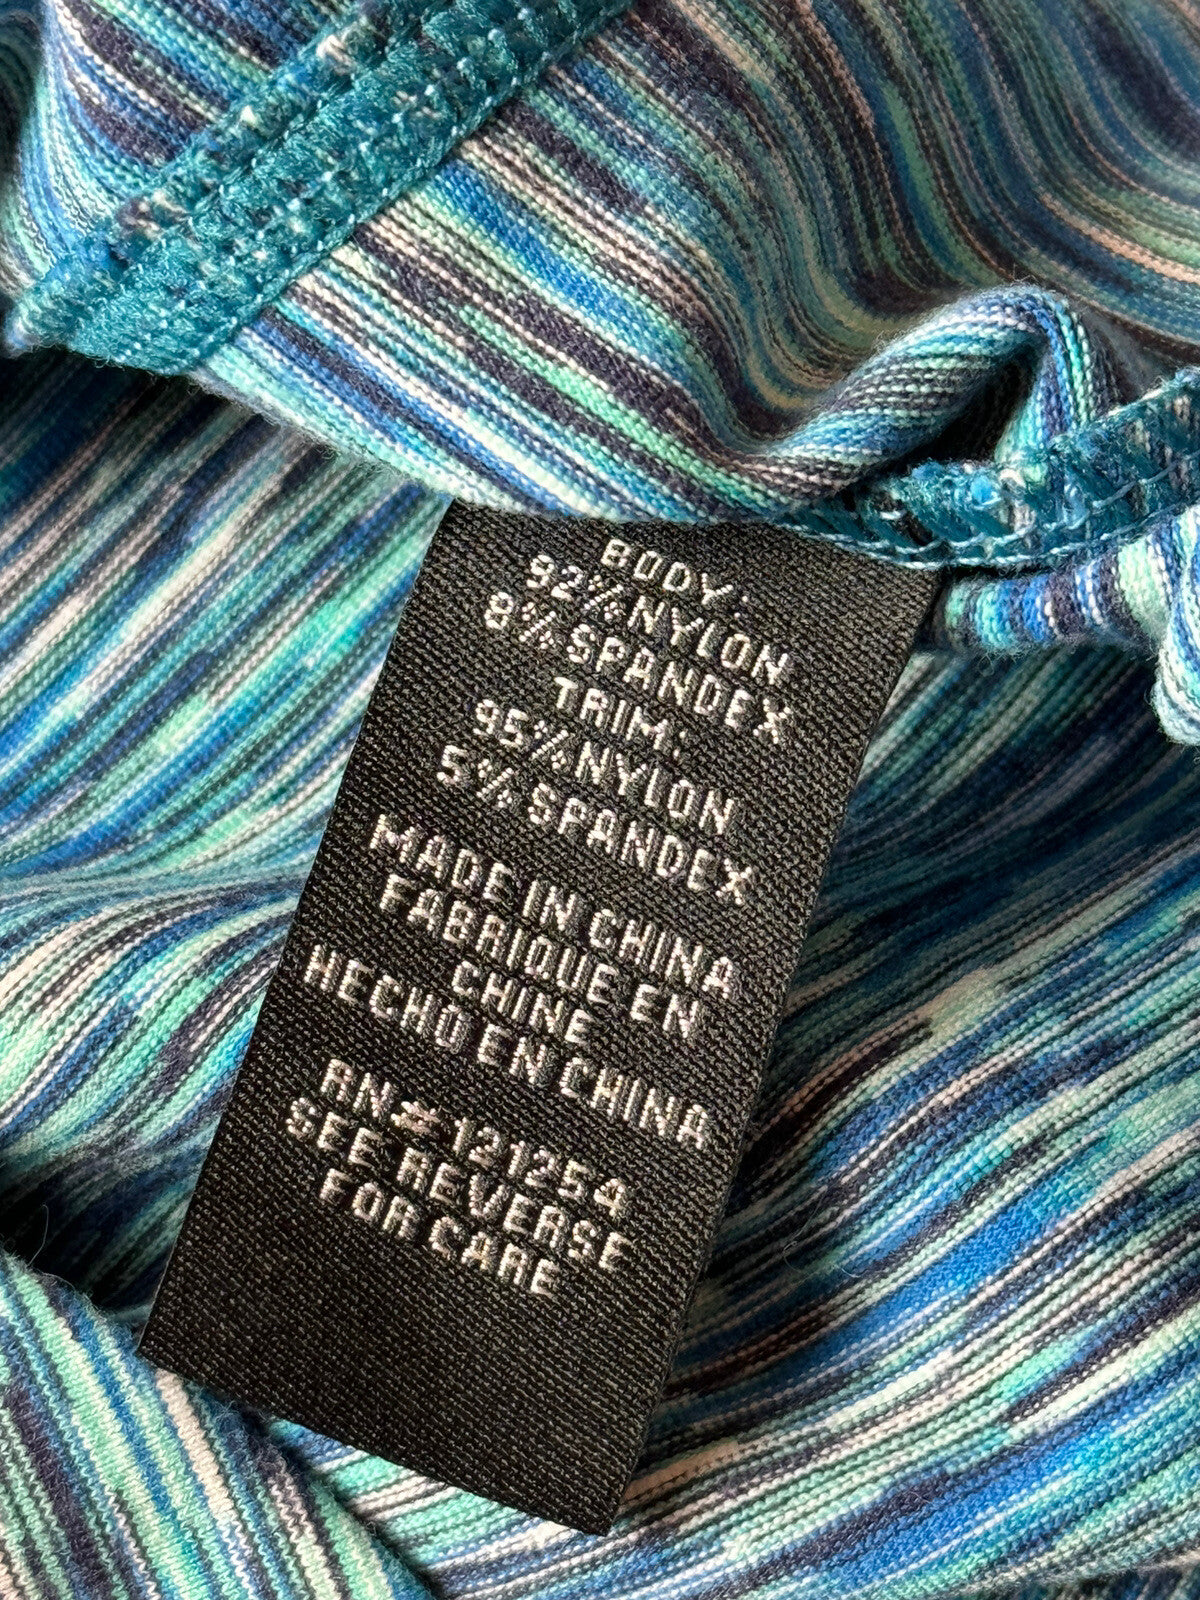 BODY:
92%NYLON
8%SPANDEX
TRIM:
95%NYLON
5%SPANDEX
MADE IN CHINA
FABRIQUE EN
CHINE
HECHO EN CHINA
RN#121254
SEE REVERSE
FOR CARE